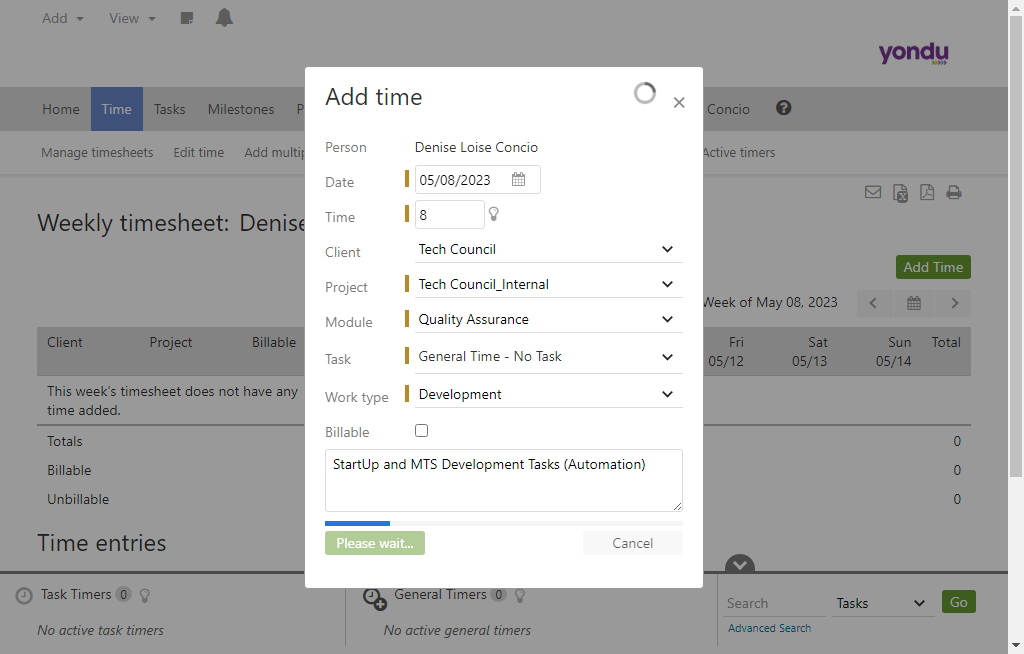 Add View
yondu
Home Time Tasks Milestones P Concio
Manage timesheets Edit time Add multip Active timers
Weekly timesheet: Denise
Add Time
Week of May 08, 2023
Client Project Billable Fri Sat Sun Total
05/12 05/13 05/14
This week's timesheet does not have any
time added.
Totals 0
Billable 0
Unbillable 0
Time entries
Add time
Person Denise Loise Concio
Date 05/08/2023
Time 8
Client Tech Council
Project Tech Council_Internal
Module Quality Assurance
Task General Time - No Task
Work type Development
Billable
StartUp and MTS Development Tasks (Automation)
Please wait... Cancel
Task Timers 0 General Timers 0
No active task timers No active general timers
Search Tasks Go
Advanced Search